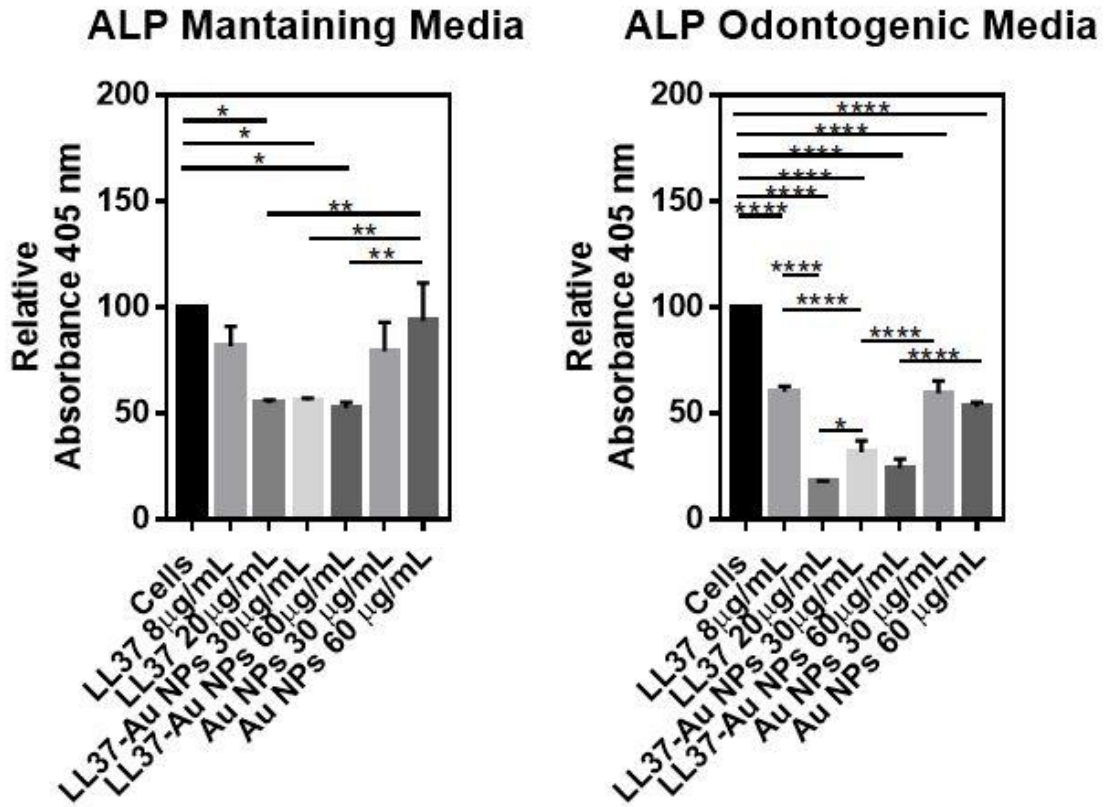 ALP Mantaining Media
Relative
Absorbance 405 nm
200
150
100
50
0
*
*
*
**
**
**
Cells
LL37 8μg/mL
LL37 20μg/mL
LL37-Au NPs 30μg/mL
LL37-Au NPs 60μg/mL
Au NPs 30 μg/mL
Au NPs 60 μg/mL
ALP Odontogenic Media
Relative
Absorbance 405 nm
200
150
100
50
0
****
****
****
****
****
****
****
****
****
****
*
Cells
LL37 8μg/mL
LL37 20μg/mL
LL37-Au NPs 30μg/mL
LL37-Au NPs 60μg/mL
Au NPs 30 μg/mL
Au NPs 60 μg/mL